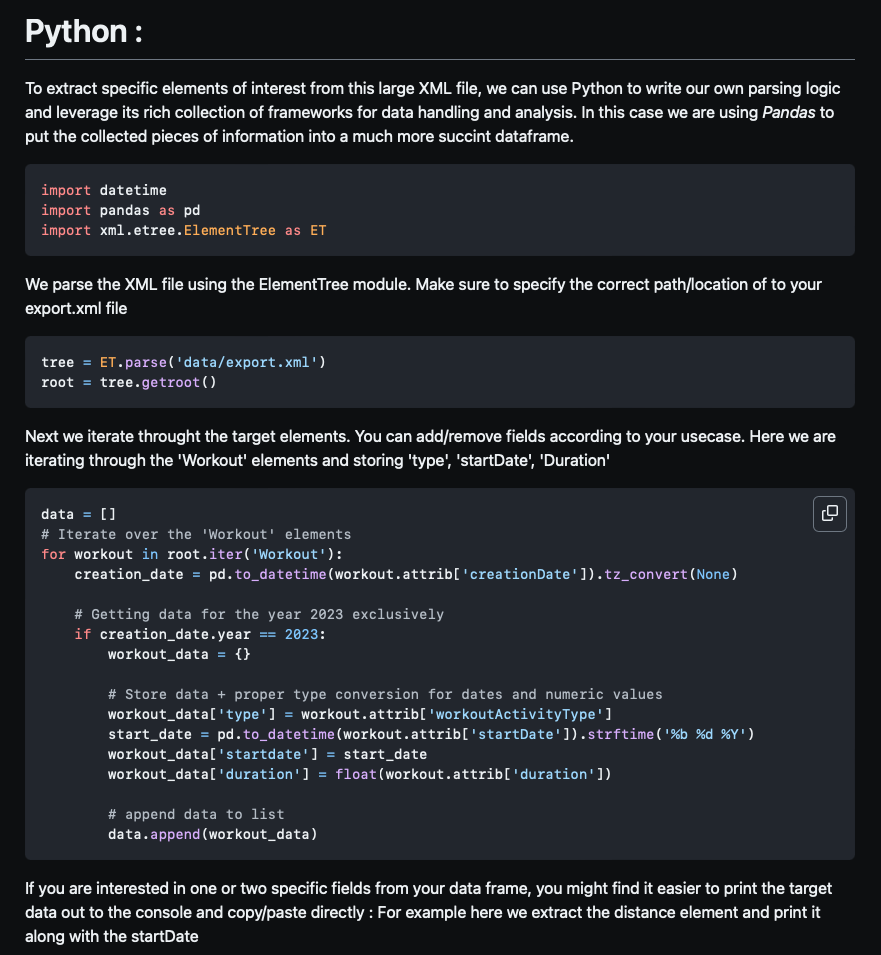 Python :
To extract specific elements of interest from this large XML file, we can use Python to write our own parsing logic
and leverage its rich collection of frameworks for data handling and analysis. In this case we are using Pandas to
put the collected pieces of information into a much more succint dataframe.
import datetime
import pandas as pd
import xml.etree.ElementTree as ET
We parse the XML file using the ElementTree module. Make sure to specify the correct path/location of to your
export.xml file
tree = ET.parse('data/export.xml')
root = tree.getroot()
Next we iterate throught the target elements. You can add/remove fields according to your usecase. Here we are
iterating through the 'Workout' elements and storing 'type', 'startDate', 'Duration'
data = []
# Iterate over the 'Workout' elements
for workout in root.iter('Workout'):
    creation_date = pd.to_datetime(workout.attrib['creationDate']).tz_convert(None)
    # Getting data for the year 2023 exclusively
    if creation_date.year == 2023:
        workout_data = {}
        # Store data + proper type conversion for dates and numeric values
        workout_data['type'] = workout.attrib['workoutActivityType']
        start_date = pd.to_datetime(workout.attrib['startDate']).strftime('%b %d %Y')
        workout_data['startdate'] = start_date
        workout_data['duration'] = float(workout.attrib['duration'])
        # append data to list
        data.append(workout_data)
If you are interested in one or two specific fields from your data frame, you might find it easier to print the target
data out to the console and copy/paste directly : For example here we extract the distance element and print it
along with the startDate